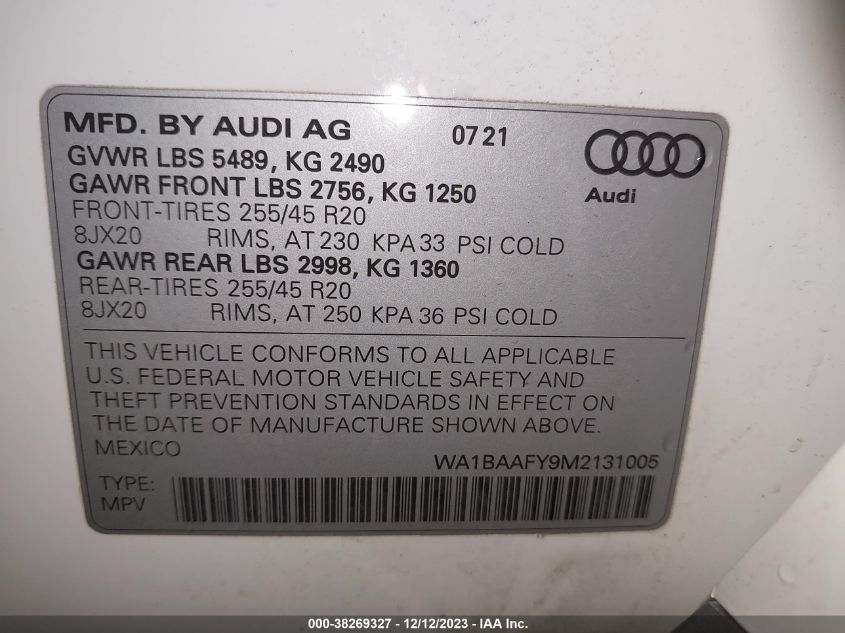 MFD. BY AUDI AG 07 21
GVWR LBS 5489, KG 2490
GAWR FRONT LBS 2756, KG 1250
Audi
FRONT-TIRES 255/45 R20
8JX20 RIMS, AT 230 KPA 33 PSI COLD
GAWR REAR LBS 2998, KG 1360
REAR-TIRES 255/45 R20
8JX20 RIMS, AT 250 KPA 36 PSI COLD
THIS VEHICLE CONFORMS TO ALL APPLICABLE
U.S. FEDERAL MOTOR VEHICLE SAFETY AND
THEFT PREVENTION STANDARDS IN EFFECT ON
THE DATE OF MANUFACTURE SHOWN ABOVE.
MEXICO
WA1BAAFY9M2131005
TYPE:
MPV
000-38269327 - 12/12/2023 - IAA Inc.